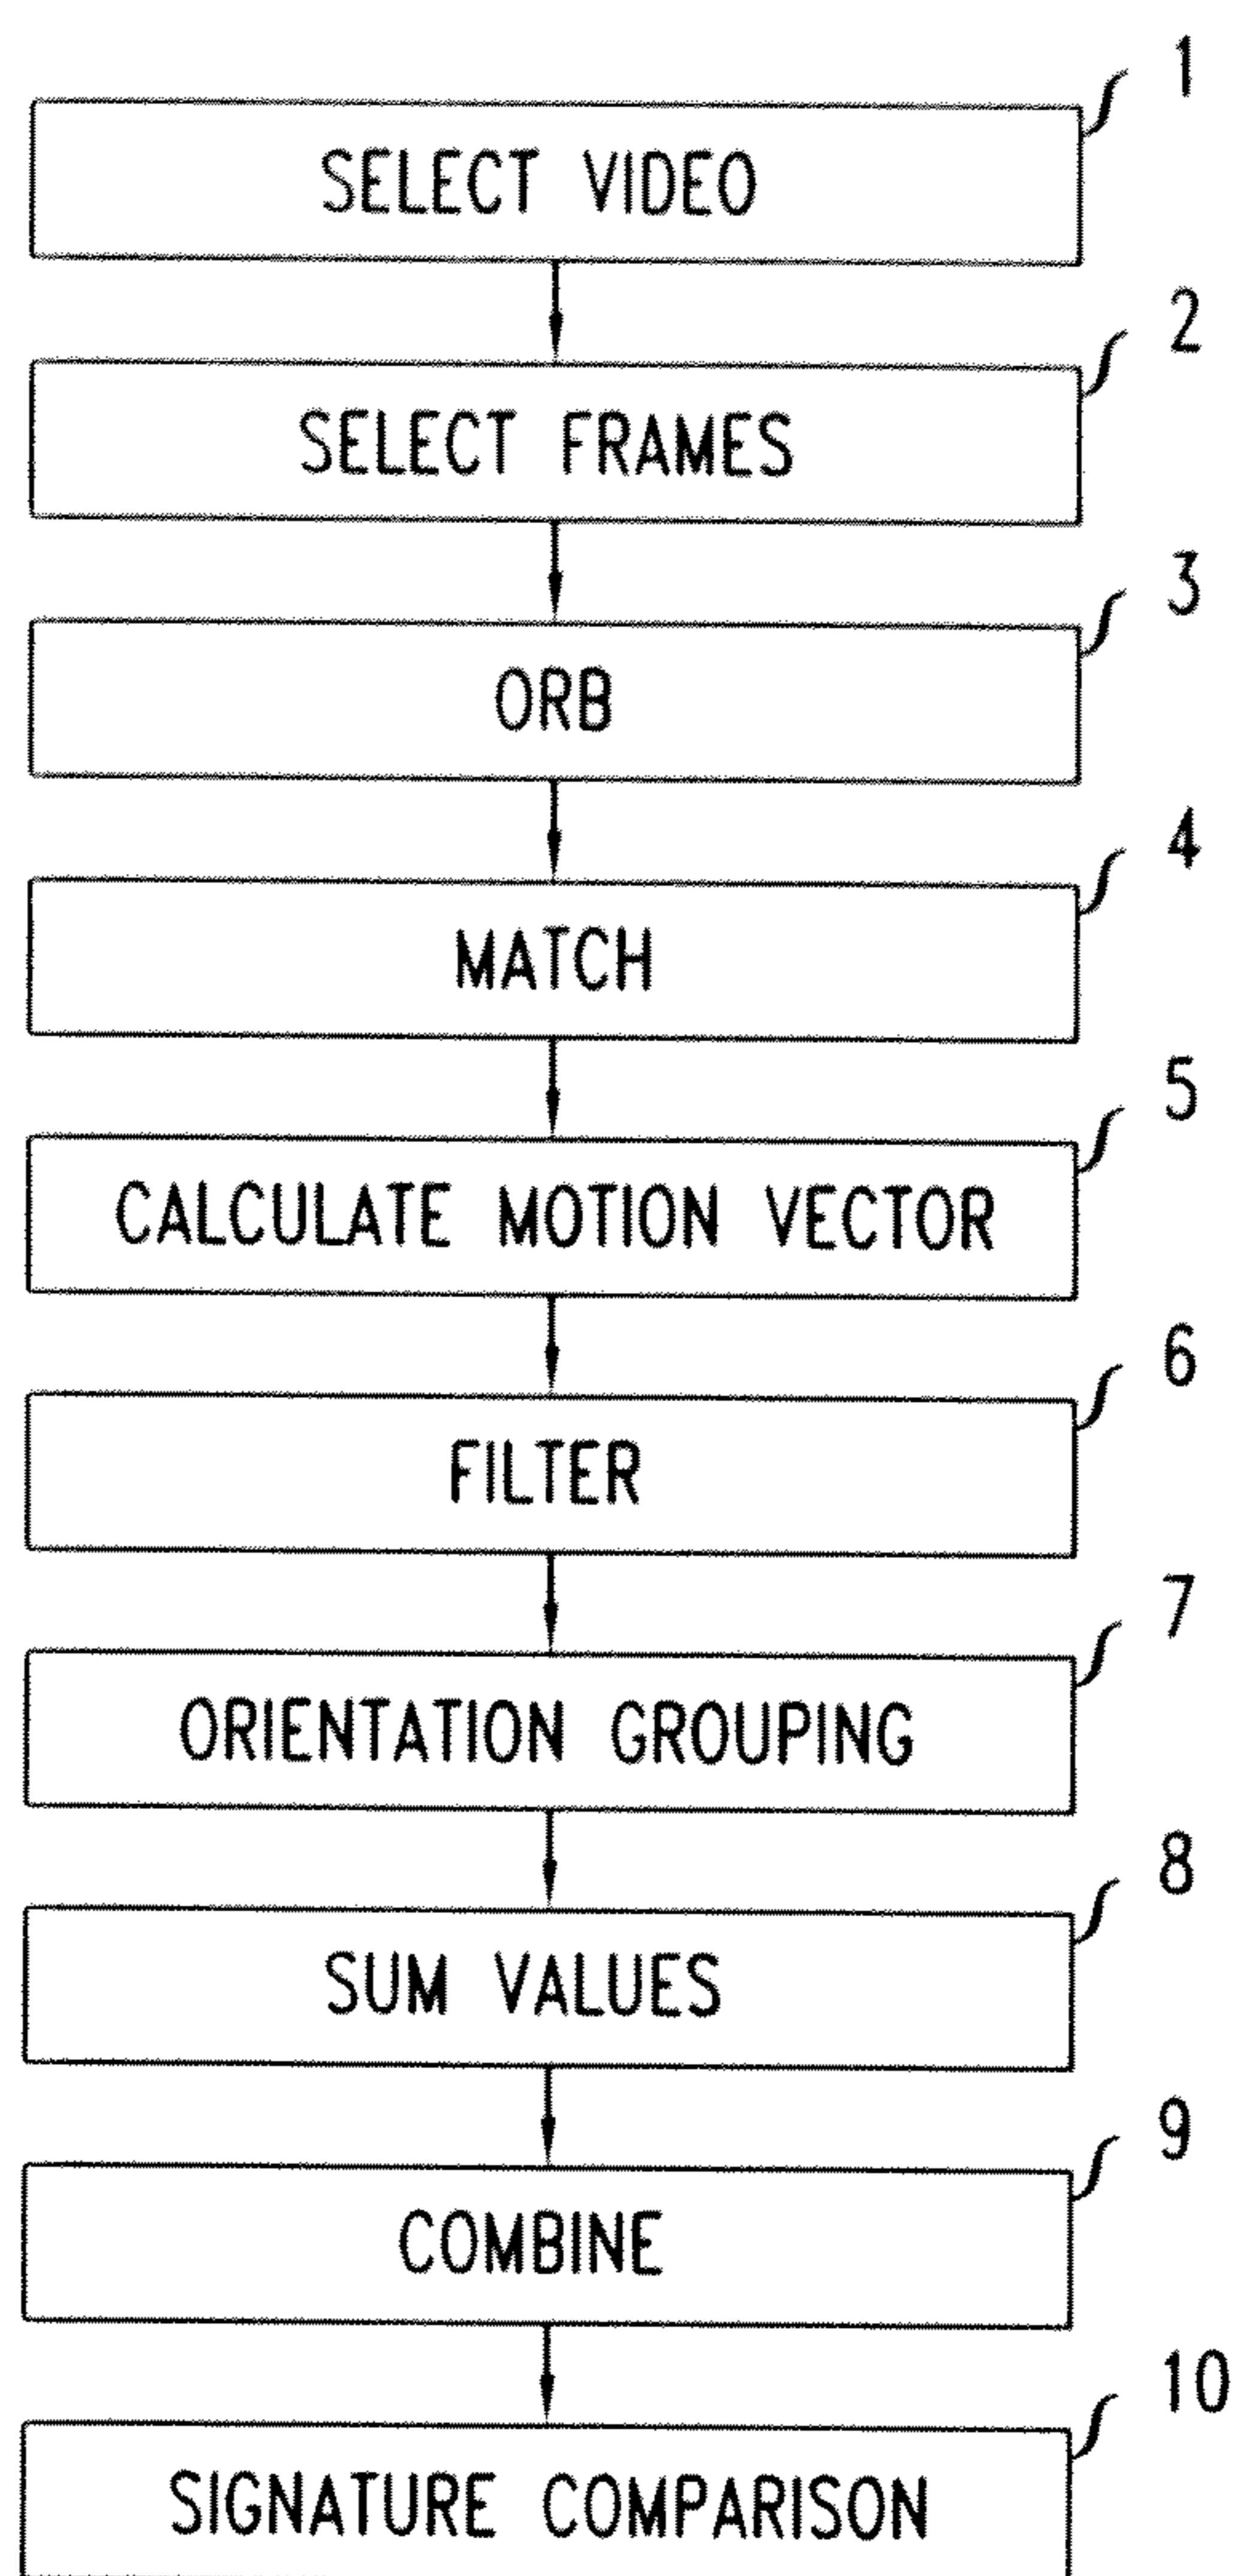 1
SELECT VIDEO
2
SELECT FRAMES
3
ORB
4
MATCH
5
CALCULATE MOTION VECTOR
6
FILTER
7
ORIENTATION GROUPING
8
SUM VALUES
9
COMBINE
10
SIGNATURE COMPARISON